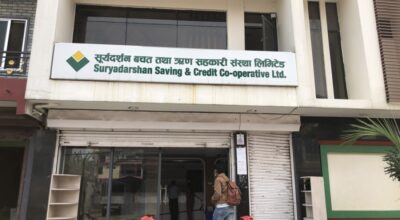 सूर्यदर्शन बचत तथा ऋण सहकारी संस्था लिमिटेड
Suryadarshan Saving & Credit Co-operative Ltd.